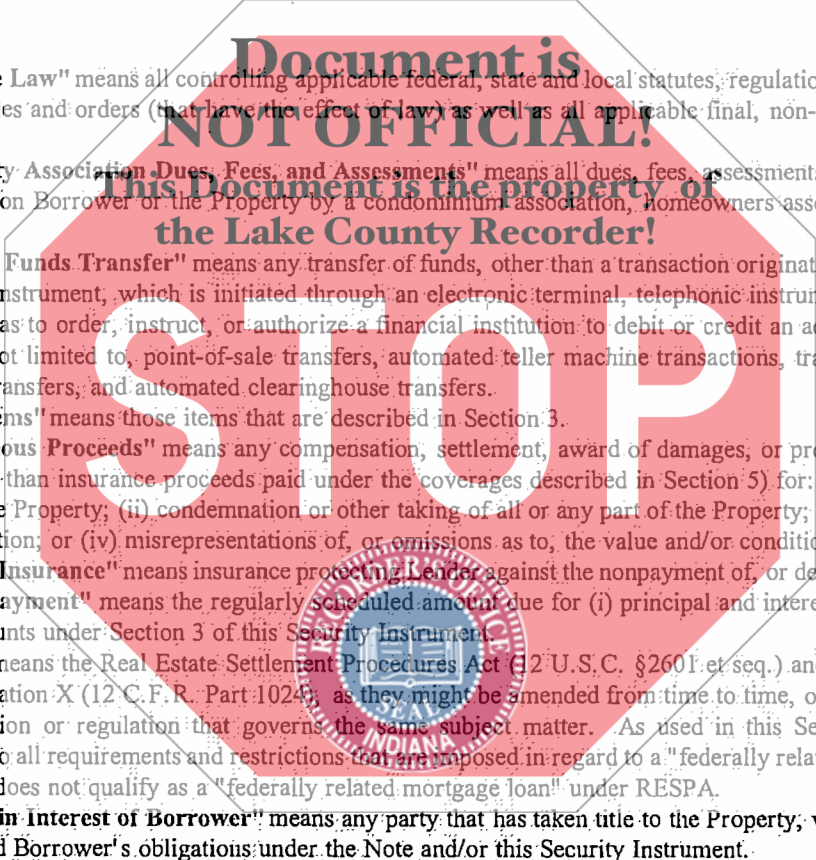 Document is
Law" means all controlling applicable federal, state and local statutes, regulatio
es and orders (that have the effect of law) as well as all applicable final, non-
NOT OFFICIAL!
y Association Dues, Fees, and Assessments" means all dues, fees, assessment
This Document is the property of
on Borrower or the Property by a condominium association, homeowners asso
the Lake County Recorder!
Funds Transfer" means any transfer of funds, other than a transaction originat
nstrument, which is initiated through an electronic terminal, telephonic instrum
as to order, instruct, or authorize a financial institution to debit or credit an ac
ot limited to, point-of-sale transfers, automated teller machine transactions, tra
ansfers, and automated clearinghouse transfers.
ms" means those items that are described in Section 3.
ous Proceeds" means any compensation, settlement, award of damages, or pro
than insurance proceeds paid under the coverages described in Section 5) for:
e Property; (ii) condemnation or other taking of all or any part of the Property;
tion; or (iv) misrepresentations of, or omissions as to, the value and/or conditio
Insurance" means insurance protecting Lender against the nonpayment of, or de
ayment" means the regularly scheduled amount due for (i) principal and intere
unts under Section 3 of this Security Instrument.
means the Real Estate Settlement Procedures Act (12 U.S.C. §2601 et seq.) an
ation X (12 C.F.R. Part 1024), as they might be amended from time to time, o
ion or regulation that governs the same subject matter. As used in this Se
o all requirements and restrictions that are imposed in regard to a "federally rela
does not qualify as a "federally related mortgage loan" under RESPA.
in Interest of Borrower" means any party that has taken title to the Property, w
d Borrower's obligations under the Note and/or this Security Instrument.
STOP
RECORDER'S OFFICE
SEAL
INDIANA